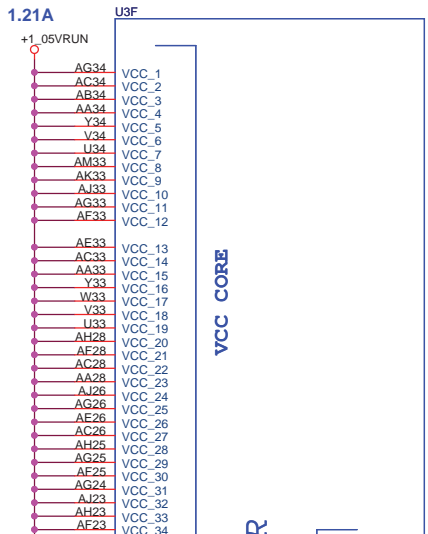 1.21A
U3F
+1_05VRUN
AG34 VCC_1
AC34 VCC_2
AB34 VCC_3
AA34 VCC_4
Y34 VCC_5
V34 VCC_6
U34 VCC_7
AM33 VCC_8
AK33 VCC_9
AJ33 VCC_10
AG33 VCC_11
AF33 VCC_12
AE33 VCC_13
AC33 VCC_14
AA33 VCC_15
Y33 VCC_16
W33 VCC_17
V33 VCC_18
U33 VCC_19
AH28 VCC_20
AF28 VCC_21
AC28 VCC_22
AA28 VCC_23
AJ26 VCC_24
AG26 VCC_25
AE26 VCC_26
AC26 VCC_27
AH25 VCC_28
AG25 VCC_29
AF25 VCC_30
AG24 VCC_31
AJ23 VCC_32
AH23 VCC_33
AF23 VCC_34
VCC CORE
R